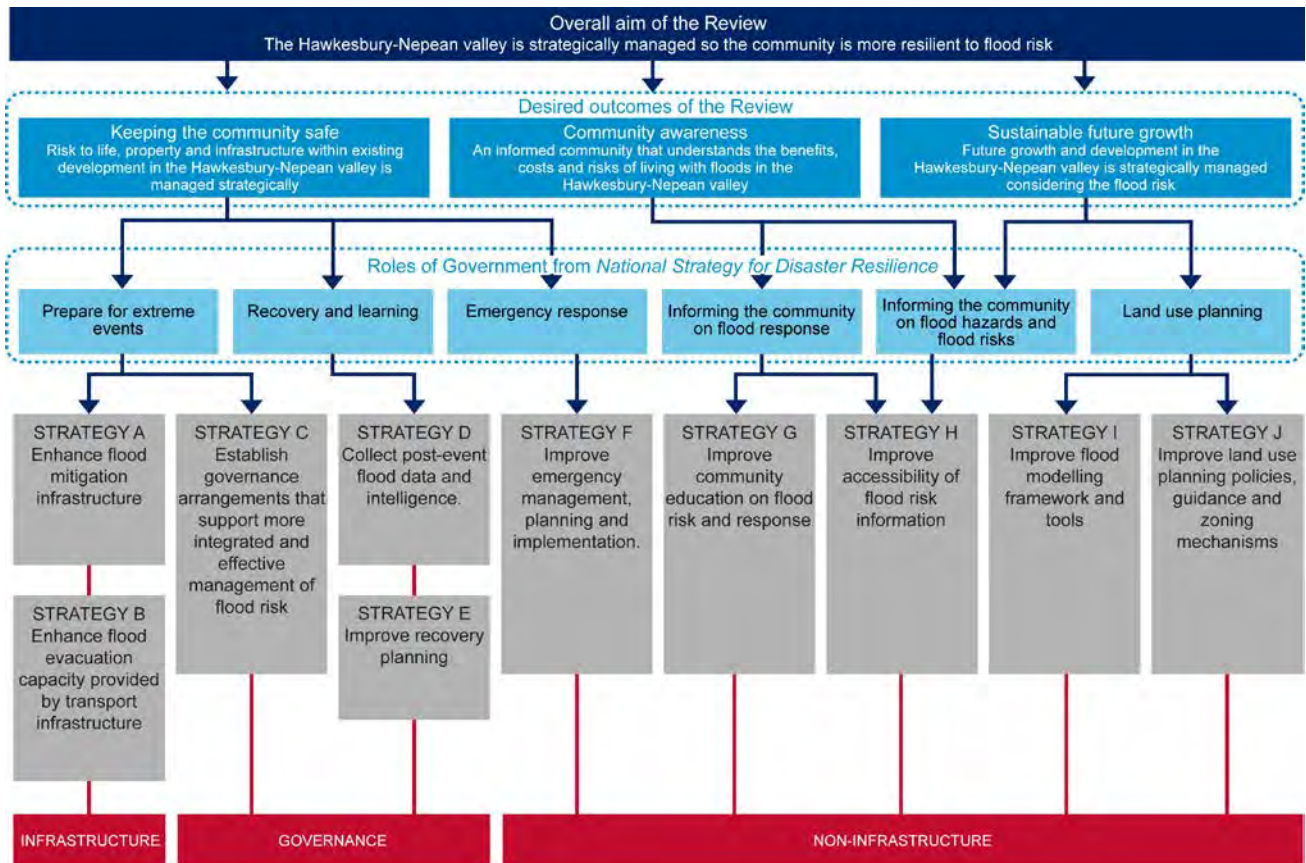 Overall aim of the Review
The Hawkesbury-Nepean valley is strategically managed so the community is more resilient to flood risk
Desired outcomes of the Review
Keeping the community safe
Risk to life, property and infrastructure within existing
development in the Hawkesbury-Nepean valley is
managed strategically
Community awareness
An informed community that understands the benefits,
costs and risks of living with floods in the
Hawkesbury-Nepean valley
Sustainable future growth
Future growth and development in the
Hawkesbury-Nepean valley is strategically managed
considering the flood risk
Roles of Government from National Strategy for Disaster Resilience
Prepare for extreme
events
Recovery and learning
Emergency response
Informing the community
on flood response
Informing the community
on flood hazards and
flood risks
Land use planning
STRATEGY A
Enhance flood
mitigation
infrastructure
STRATEGY B
Enhance flood
evacuation
capacity provided
by transport
infrastructure
STRATEGY C
Establish
governance
arrangements that
support more
integrated and
effective
management of
flood risk
STRATEGY D
Collect post-event
flood data and
intelligence.
STRATEGY E
Improve recovery
planning
STRATEGY F
Improve
emergency
management,
planning and
implementation.
STRATEGY G
Improve
community
education on flood
risk and response
STRATEGY H
Improve
accessibility of
flood risk
information
STRATEGY I
Improve flood
modelling
framework and
tools
STRATEGY J
Improve land use
planning policies,
guidance and
zoning
mechanisms
INFRASTRUCTURE
GOVERNANCE
NON-INFRASTRUCTURE